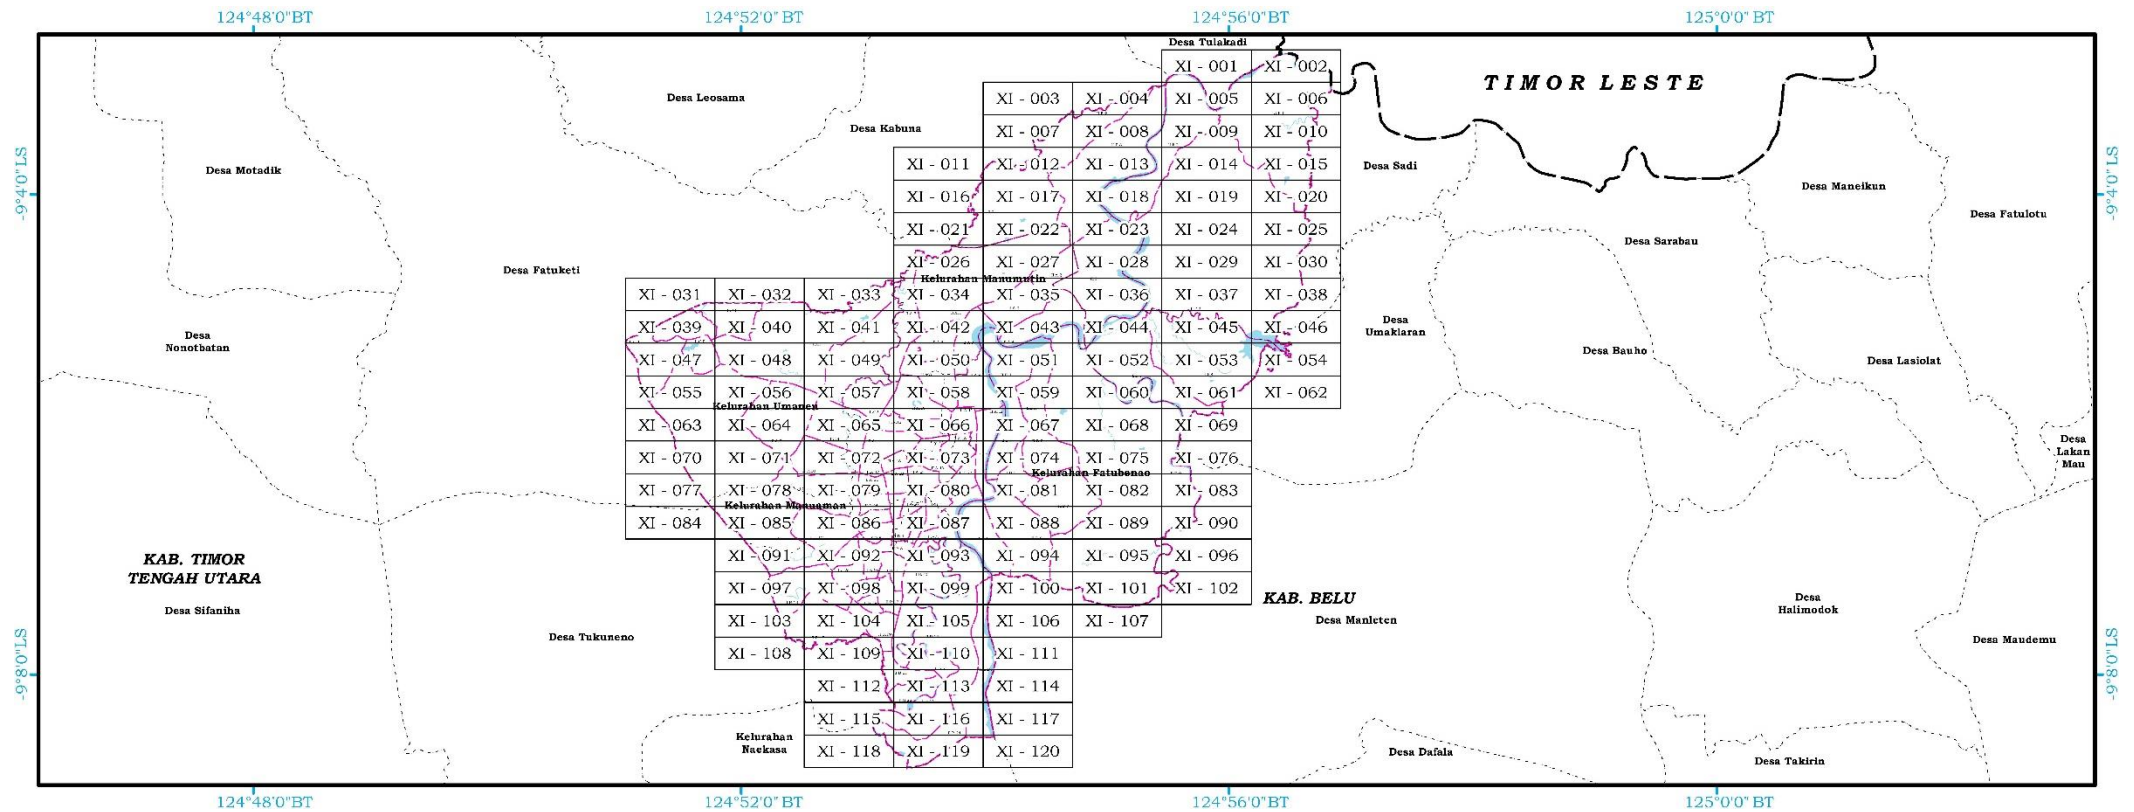 124°48'0"BT
124°52'0"BT
124°56'0"BT
125°0'0"BT
Desa Tulakadi
XI - 001
XI - 002
TIMOR LESTE
Desa Leosama
XI - 003
XI - 004
XI - 005
XI - 006
Desa Kabuna
XI - 007
XI - 008
XI - 009
XI - 010
Desa Motadik
XI - 011
XI - 012
XI - 013
XI - 014
XI - 015
Desa Sadi
-9°4'0"LS
XI - 016
XI - 017
XI - 018
XI - 019
XI - 020
Desa Maneikun
-9°4'0"LS
Desa Fatulotu
XI - 021
XI - 022
XI - 023
XI - 024
XI - 025
Desa Sarabau
Desa Fatuketi
XI - 026
XI - 027
XI - 028
XI - 029
XI - 030
Kelurahan Manumutin
XI - 031
XI - 032
XI - 033
XI - 034
XI - 035
XI - 036
XI - 037
XI - 038
Desa
Nonotbatan
XI - 039
XI - 040
XI - 041
XI - 042
XI - 043
XI - 044
XI - 045
XI - 046
Desa
Umaklaran
XI - 047
XI - 048
XI - 049
XI - 050
XI - 051
XI - 052
XI - 053
XI - 054
Desa Bauho
Desa Lasiolat
XI - 055
XI - 056
XI - 057
XI - 058
XI - 059
XI - 060
XI - 061
XI - 062
Kelurahan Umanen
XI - 063
XI - 064
XI - 065
XI - 066
XI - 067
XI - 068
XI - 069
Desa
Lakan
Mau
XI - 070
XI - 071
XI - 072
XI - 073
XI - 074
XI - 075
XI - 076
Kelurahan Fatubenao
XI - 077
XI - 078
XI - 079
XI - 080
XI - 081
XI - 082
XI - 083
Kelurahan Manuaman
XI - 084
XI - 085
XI - 086
XI - 087
XI - 088
XI - 089
XI - 090
KAB. TIMOR
TENGAH UTARA
XI - 091
XI - 092
XI - 093
XI - 094
XI - 095
XI - 096
XI - 097
XI - 098
XI - 099
XI - 100
XI - 101
XI - 102
KAB. BELU
Desa
Halimodok
Desa Sifaniha
XI - 103
XI - 104
XI - 105
XI - 106
XI - 107
Desa Manleten
Desa Tukuneno
Desa Maudemu
XI - 108
XI - 109
XI - 110
XI - 111
-9°8'0"LS
XI - 112
XI - 113
XI - 114
-9°8'0"LS
XI - 115
XI - 116
XI - 117
Kelurahan
Naekasa
XI - 118
XI - 119
XI - 120
Desa Dafala
Desa Takirin
124°48'0"BT
124°52'0"BT
124°56'0"BT
125°0'0"BT